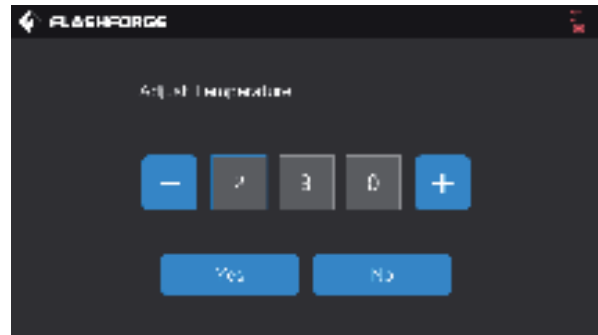 FLASHFORGE
Adjust Temperature
− 2 3 0 +
Yes No